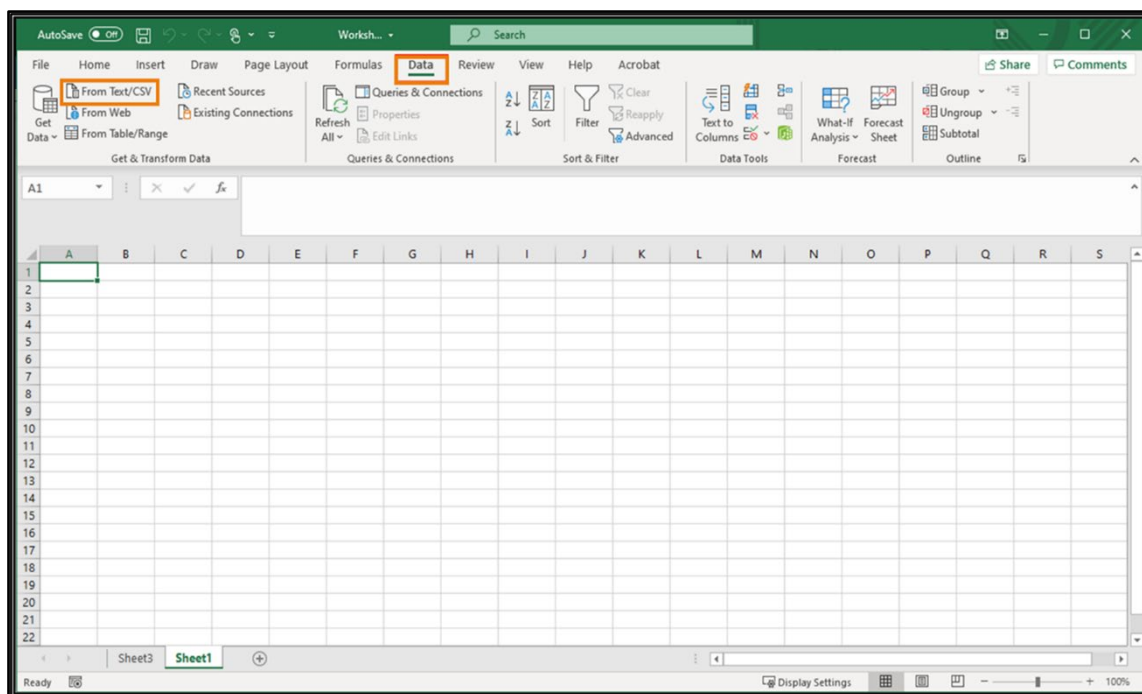 AutoSave Off Worksh... Search
File Home Insert Draw Page Layout Formulas Data Review View Help Acrobat Share Comments
From Text/CSV Recent Sources Queries & Connections Clear Group
Get Data From Web Existing Connections Refresh All Properties Sort Filter Reapply Text to Columns What-If Analysis Forecast Sheet Ungroup
From Table/Range Edit Links Advanced Subtotal
Get & Transform Data Queries & Connections Sort & Filter Data Tools Forecast Outline
A1 fx
A B C D E F G H I J K L M N O P Q R S
1
2
3
4
5
6
7
8
9
10
11
12
13
14
15
16
17
18
19
20
21
22
Sheet3 Sheet1
Ready Display Settings 100%